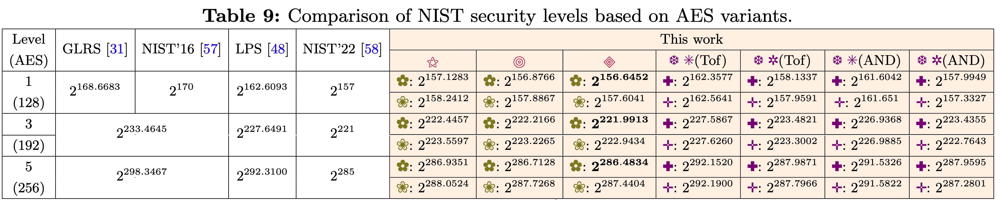 Table 9: Comparison of NIST security levels based on AES variants.
Level (AES) GLRS [31] NIST’16 [57] LPS [48] NIST’22 [58] This work
☆ ◎ ◈ ❄ ✳(Tof) ❄ ✲(Tof) ❄ ✳(AND) ❄ ✲(AND)
1 (128) 2^168.6683 2^170 2^162.6093 2^157 ✿: 2^157.1283 ✿: 2^156.8766 ✿: 2^156.6452 ✚: 2^162.3577 ✚: 2^158.1337 ✚: 2^161.6042 ✚: 2^157.9949
❀: 2^158.2412 ❀: 2^157.8867 ❀: 2^157.6041 ✛: 2^162.5641 ✛: 2^157.9591 ✛: 2^161.651 ✛: 2^157.3327
3 (192) 2^233.4645 2^227.6491 2^221 ✿: 2^222.4457 ✿: 2^222.2166 ✿: 2^221.9913 ✚: 2^227.5867 ✚: 2^223.4821 ✚: 2^226.9368 ✚: 2^223.4355
❀: 2^223.5597 ❀: 2^223.2265 ❀: 2^222.9434 ✛: 2^227.6260 ✛: 2^223.3002 ✛: 2^226.9885 ✛: 2^222.7643
5 (256) 2^298.3467 2^292.3100 2^285 ✿: 2^286.9351 ✿: 2^286.7128 ✿: 2^286.4834 ✚: 2^292.1520 ✚: 2^287.9871 ✚: 2^291.5326 ✚: 2^287.9595
❀: 2^288.0524 ❀: 2^287.7268 ❀: 2^287.4404 ✛: 2^292.1900 ✛: 2^287.7966 ✛: 2^291.5822 ✛: 2^287.2801